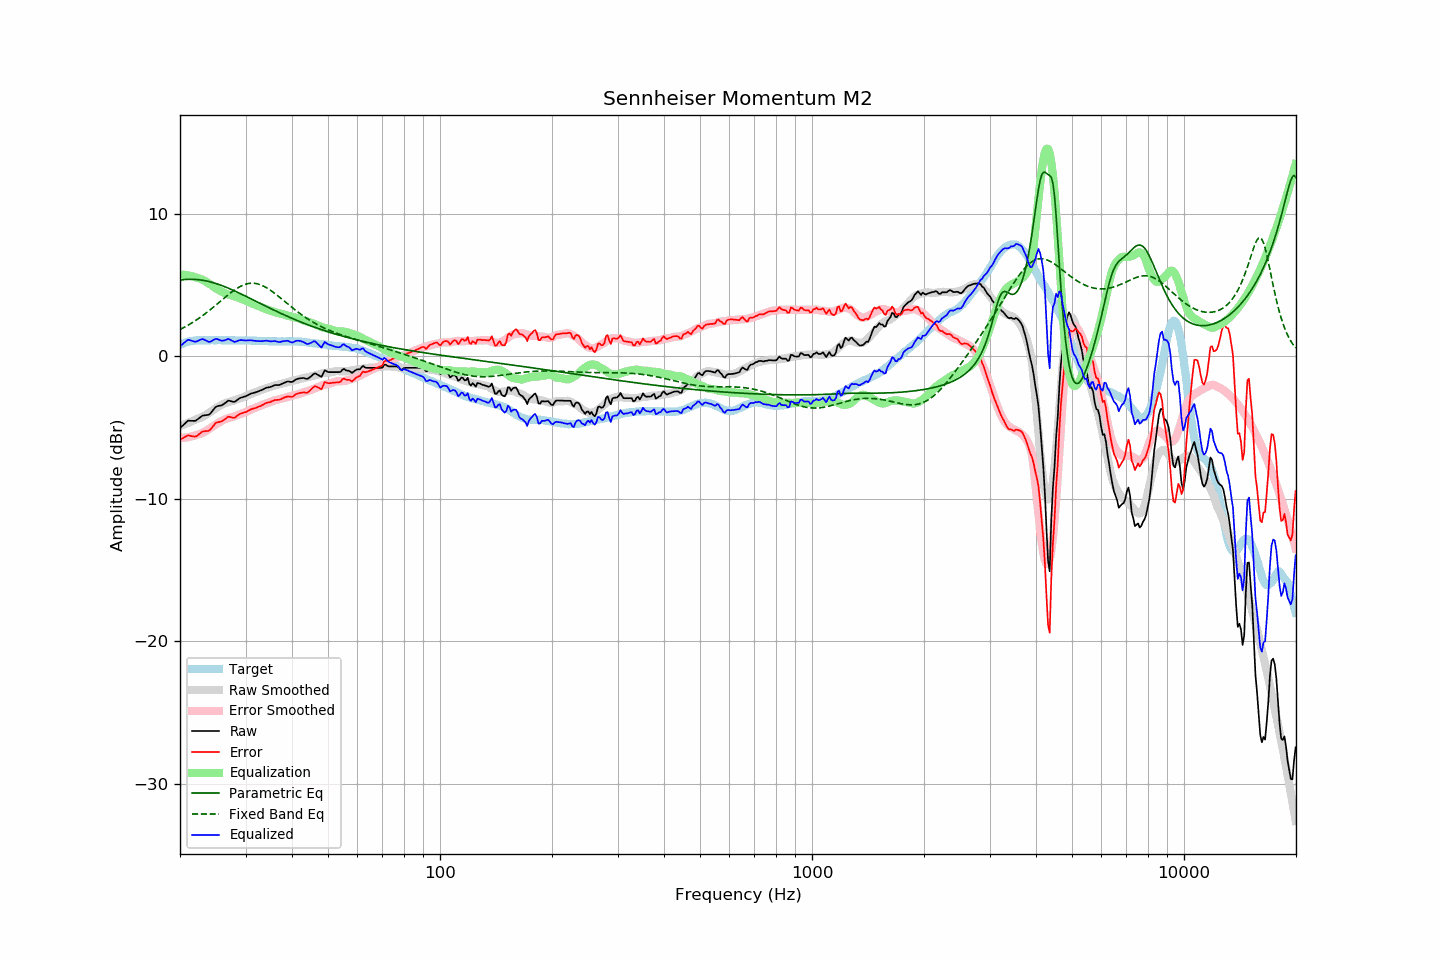 Sennheiser Momentum M2
Amplitude (dBr)
10
0
−10
−20
−30
Target
Raw Smoothed
Error Smoothed
Raw
Error
Equalization
Parametric Eq
Fixed Band Eq
Equalized
100
1000
10000
Frequency (Hz)